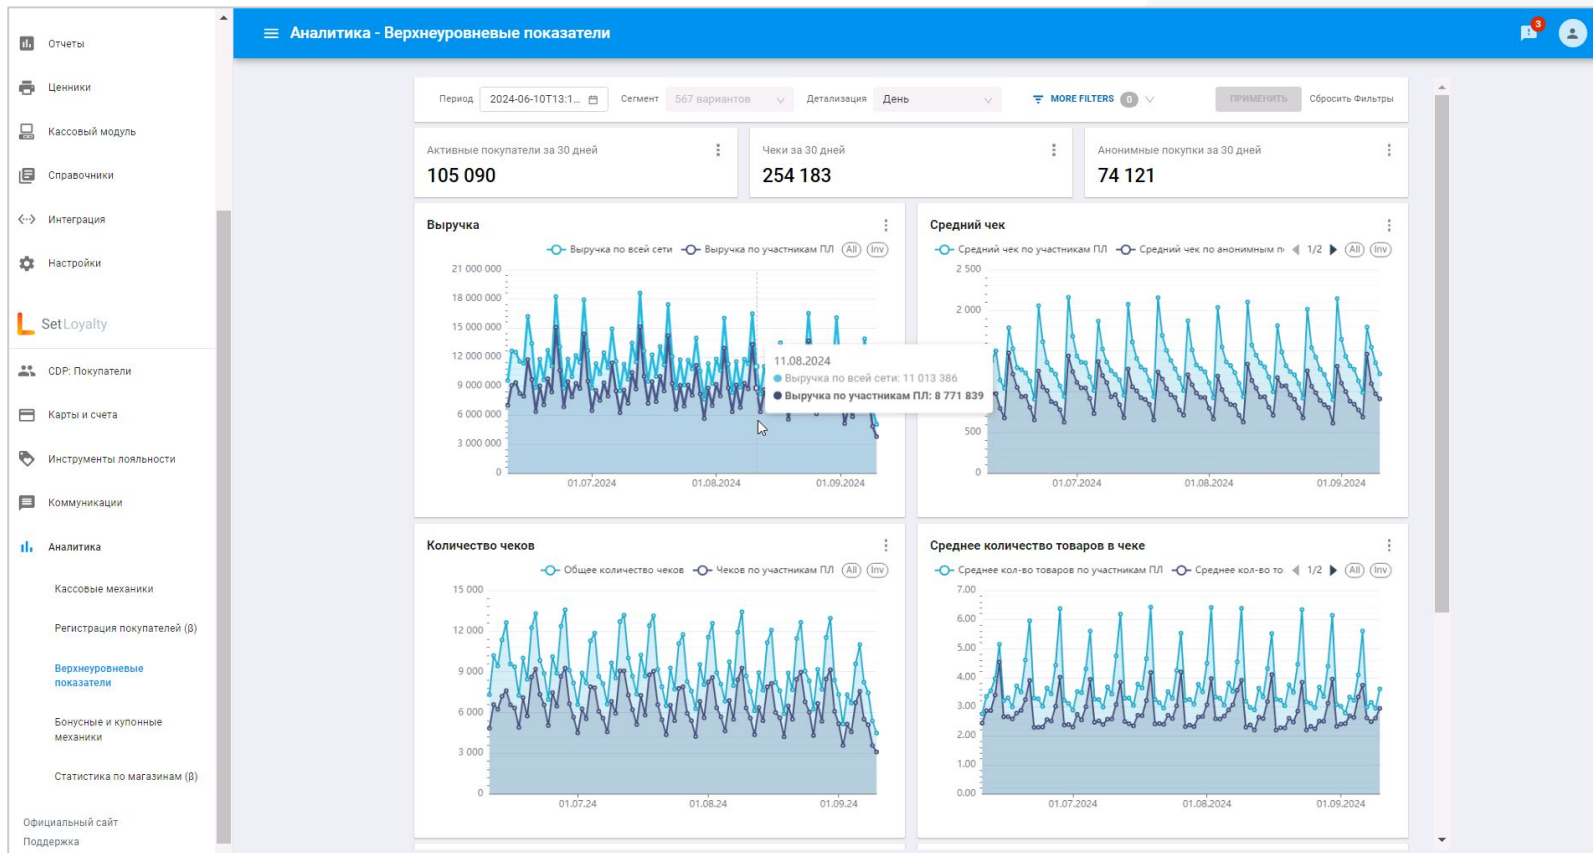 Отчеты
Ценники
Кассовый модуль
Справочники
Интеграция
Настройки
SetLoyalty
CDP: Покупатели
Карты и счета
Инструменты лояльности
Коммуникации
Аналитика
Кассовые механики
Регистрация покупателей (β)
Верхнеуровневые
показатели
Бонусные и купонные
механики
Статистика по магазинам (β)
Официальный сайт
Поддержка
Аналитика - Верхнеуровневые показатели
3
Период 2024-06-10T13:1... Сегмент 567 вариантов Детализация День MORE FILTERS 0 ПРИМЕНИТЬ Сбросить Фильтры
Активные покупатели за 30 дней
105 090
Чеки за 30 дней
254 183
Анонимные покупки за 30 дней
74 121
Выручка
Выручка по всей сети Выручка по участникам ПЛ All Inv
21 000 000
18 000 000
15 000 000
12 000 000
9 000 000
6 000 000
3 000 000
0
01.07.2024 01.08.2024 01.09.2024
11.08.2024
Выручка по всей сети: 11 013 386
Выручка по участникам ПЛ: 8 771 839
Средний чек
Средний чек по участникам ПЛ Средний чек по анонимным 1/2 All Inv
2 500
2 000
500
0
01.07.2024 01.08.2024 01.09.2024
Количество чеков
Общее количество чеков Чеков по участникам ПЛ All Inv
15 000
12 000
9 000
6 000
3 000
0
01.07.24 01.08.24 01.09.24
Среднее количество товаров в чеке
Среднее кол-во товаров по участникам ПЛ Среднее кол-во то 1/2 All Inv
7.00
6.00
5.00
4.00
3.00
2.00
1.00
0.00
01.07.2024 01.08.2024 01.09.2024